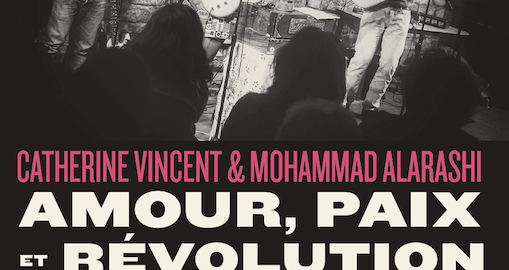 CATHERINE VINCENT & MOHAMMAD ALARASHI
AMOUR, PAIX
ET RÉVOLUTION